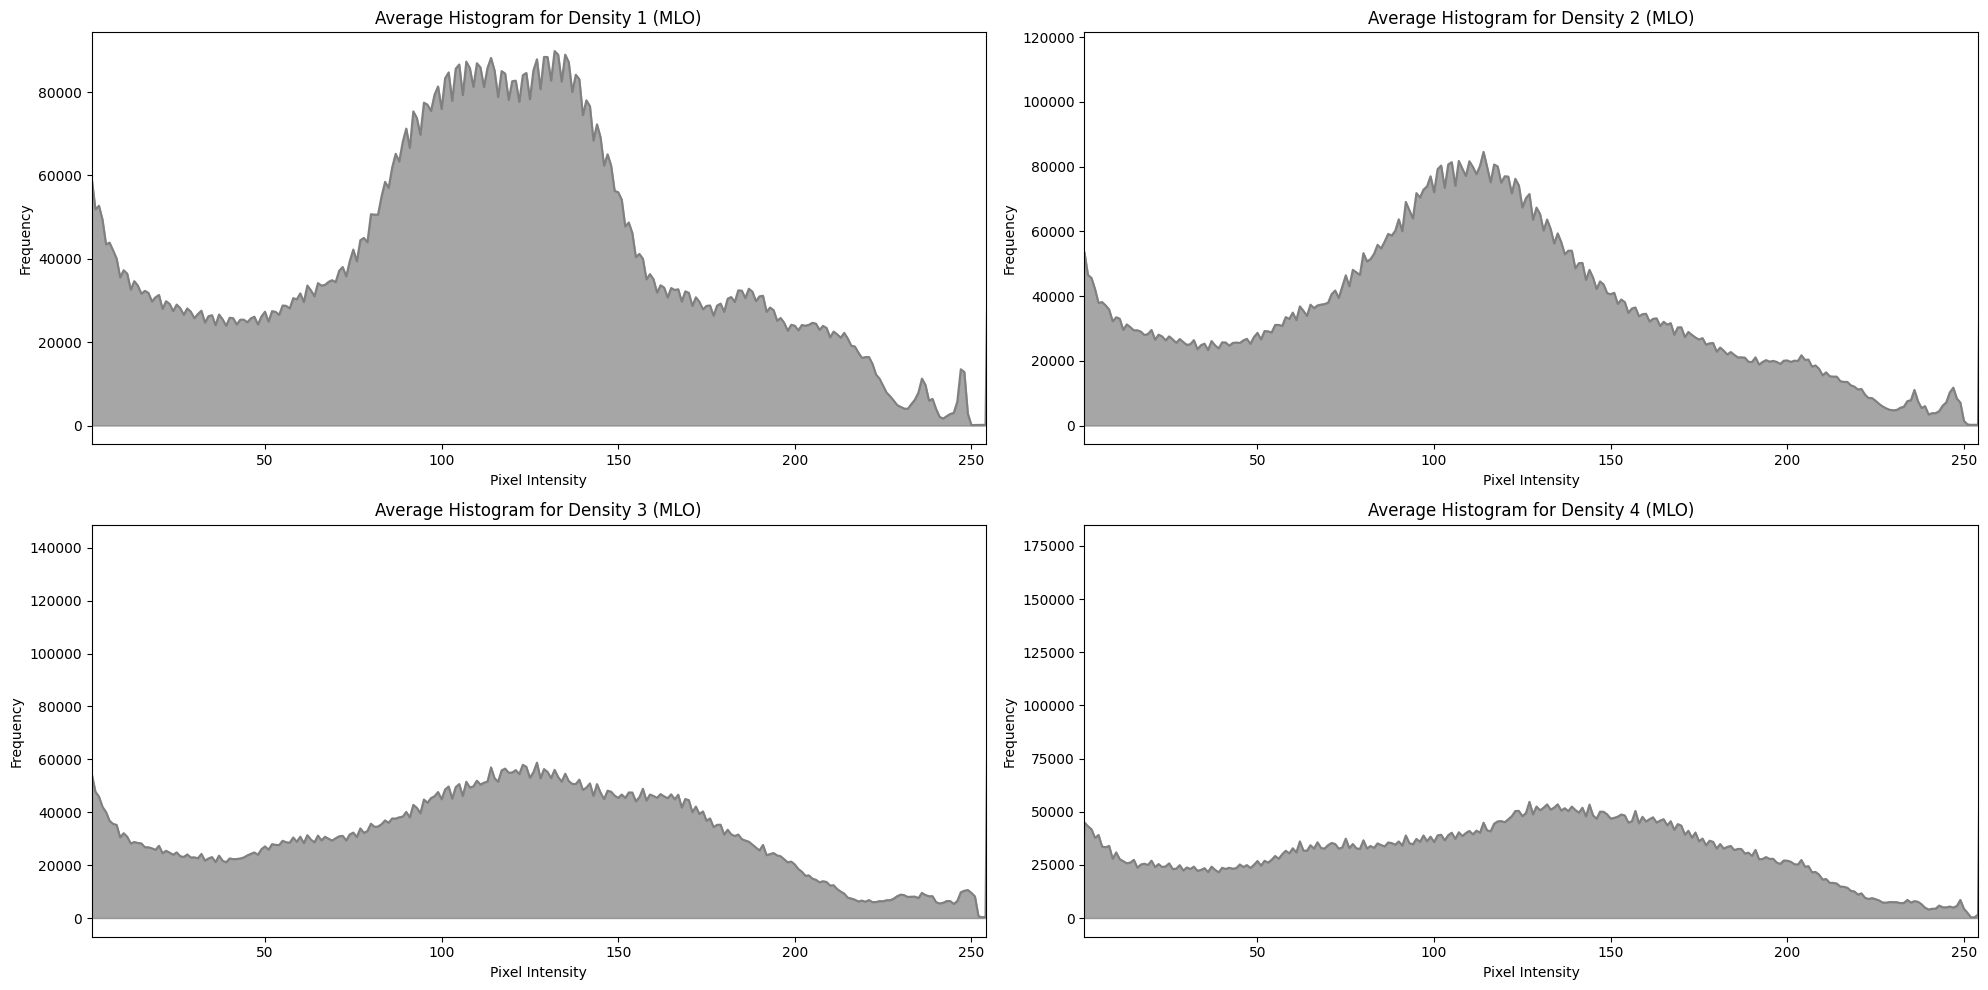 Average Histogram for Density 1 (MLO)
80000
60000
40000
20000
0
Frequency
50 100 150 200 250
Pixel Intensity
Average Histogram for Density 2 (MLO)
120000
100000
80000
60000
40000
20000
0
Frequency
50 100 150 200 250
Pixel Intensity
Average Histogram for Density 3 (MLO)
140000
120000
100000
80000
60000
40000
20000
0
Frequency
50 100 150 200 250
Pixel Intensity
Average Histogram for Density 4 (MLO)
175000
150000
125000
100000
75000
50000
25000
0
Frequency
50 100 150 200 250
Pixel Intensity